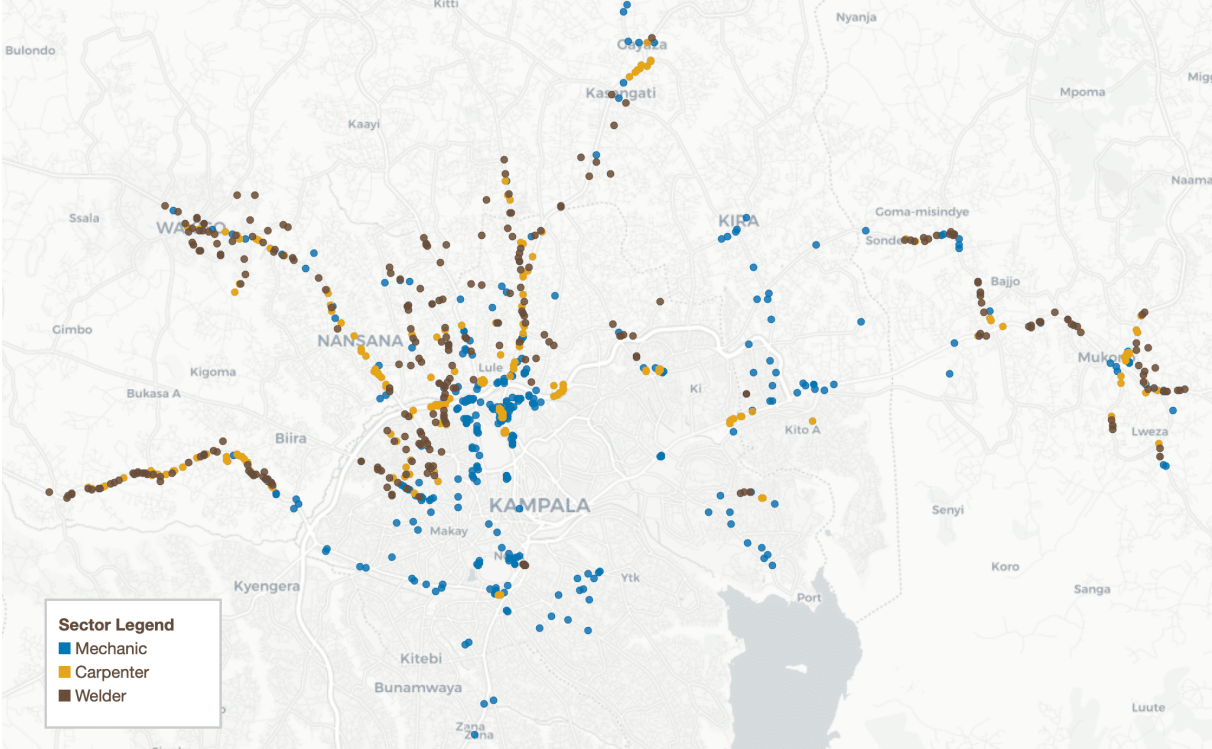 Kitti
Nyanja
Bulondo
Gayaza
Migg
Kasangati
Mpoma
Kaayi
Naama
Ssala
Goma-misindye
KIRA
Sonde
Bajjo
Gimbo
NANSANA
Mukono
Lule
Kigoma
Ki
Bukasa A
Kito A
Lweza
Biira
KAMPALA
Senyi
Makay
Ytk
Koro
Kyengera
Sanga
Port
Sector Legend
Mechanic
Carpenter
Welder
Kitebi
Bunamwaya
Luute
Zana
Zana